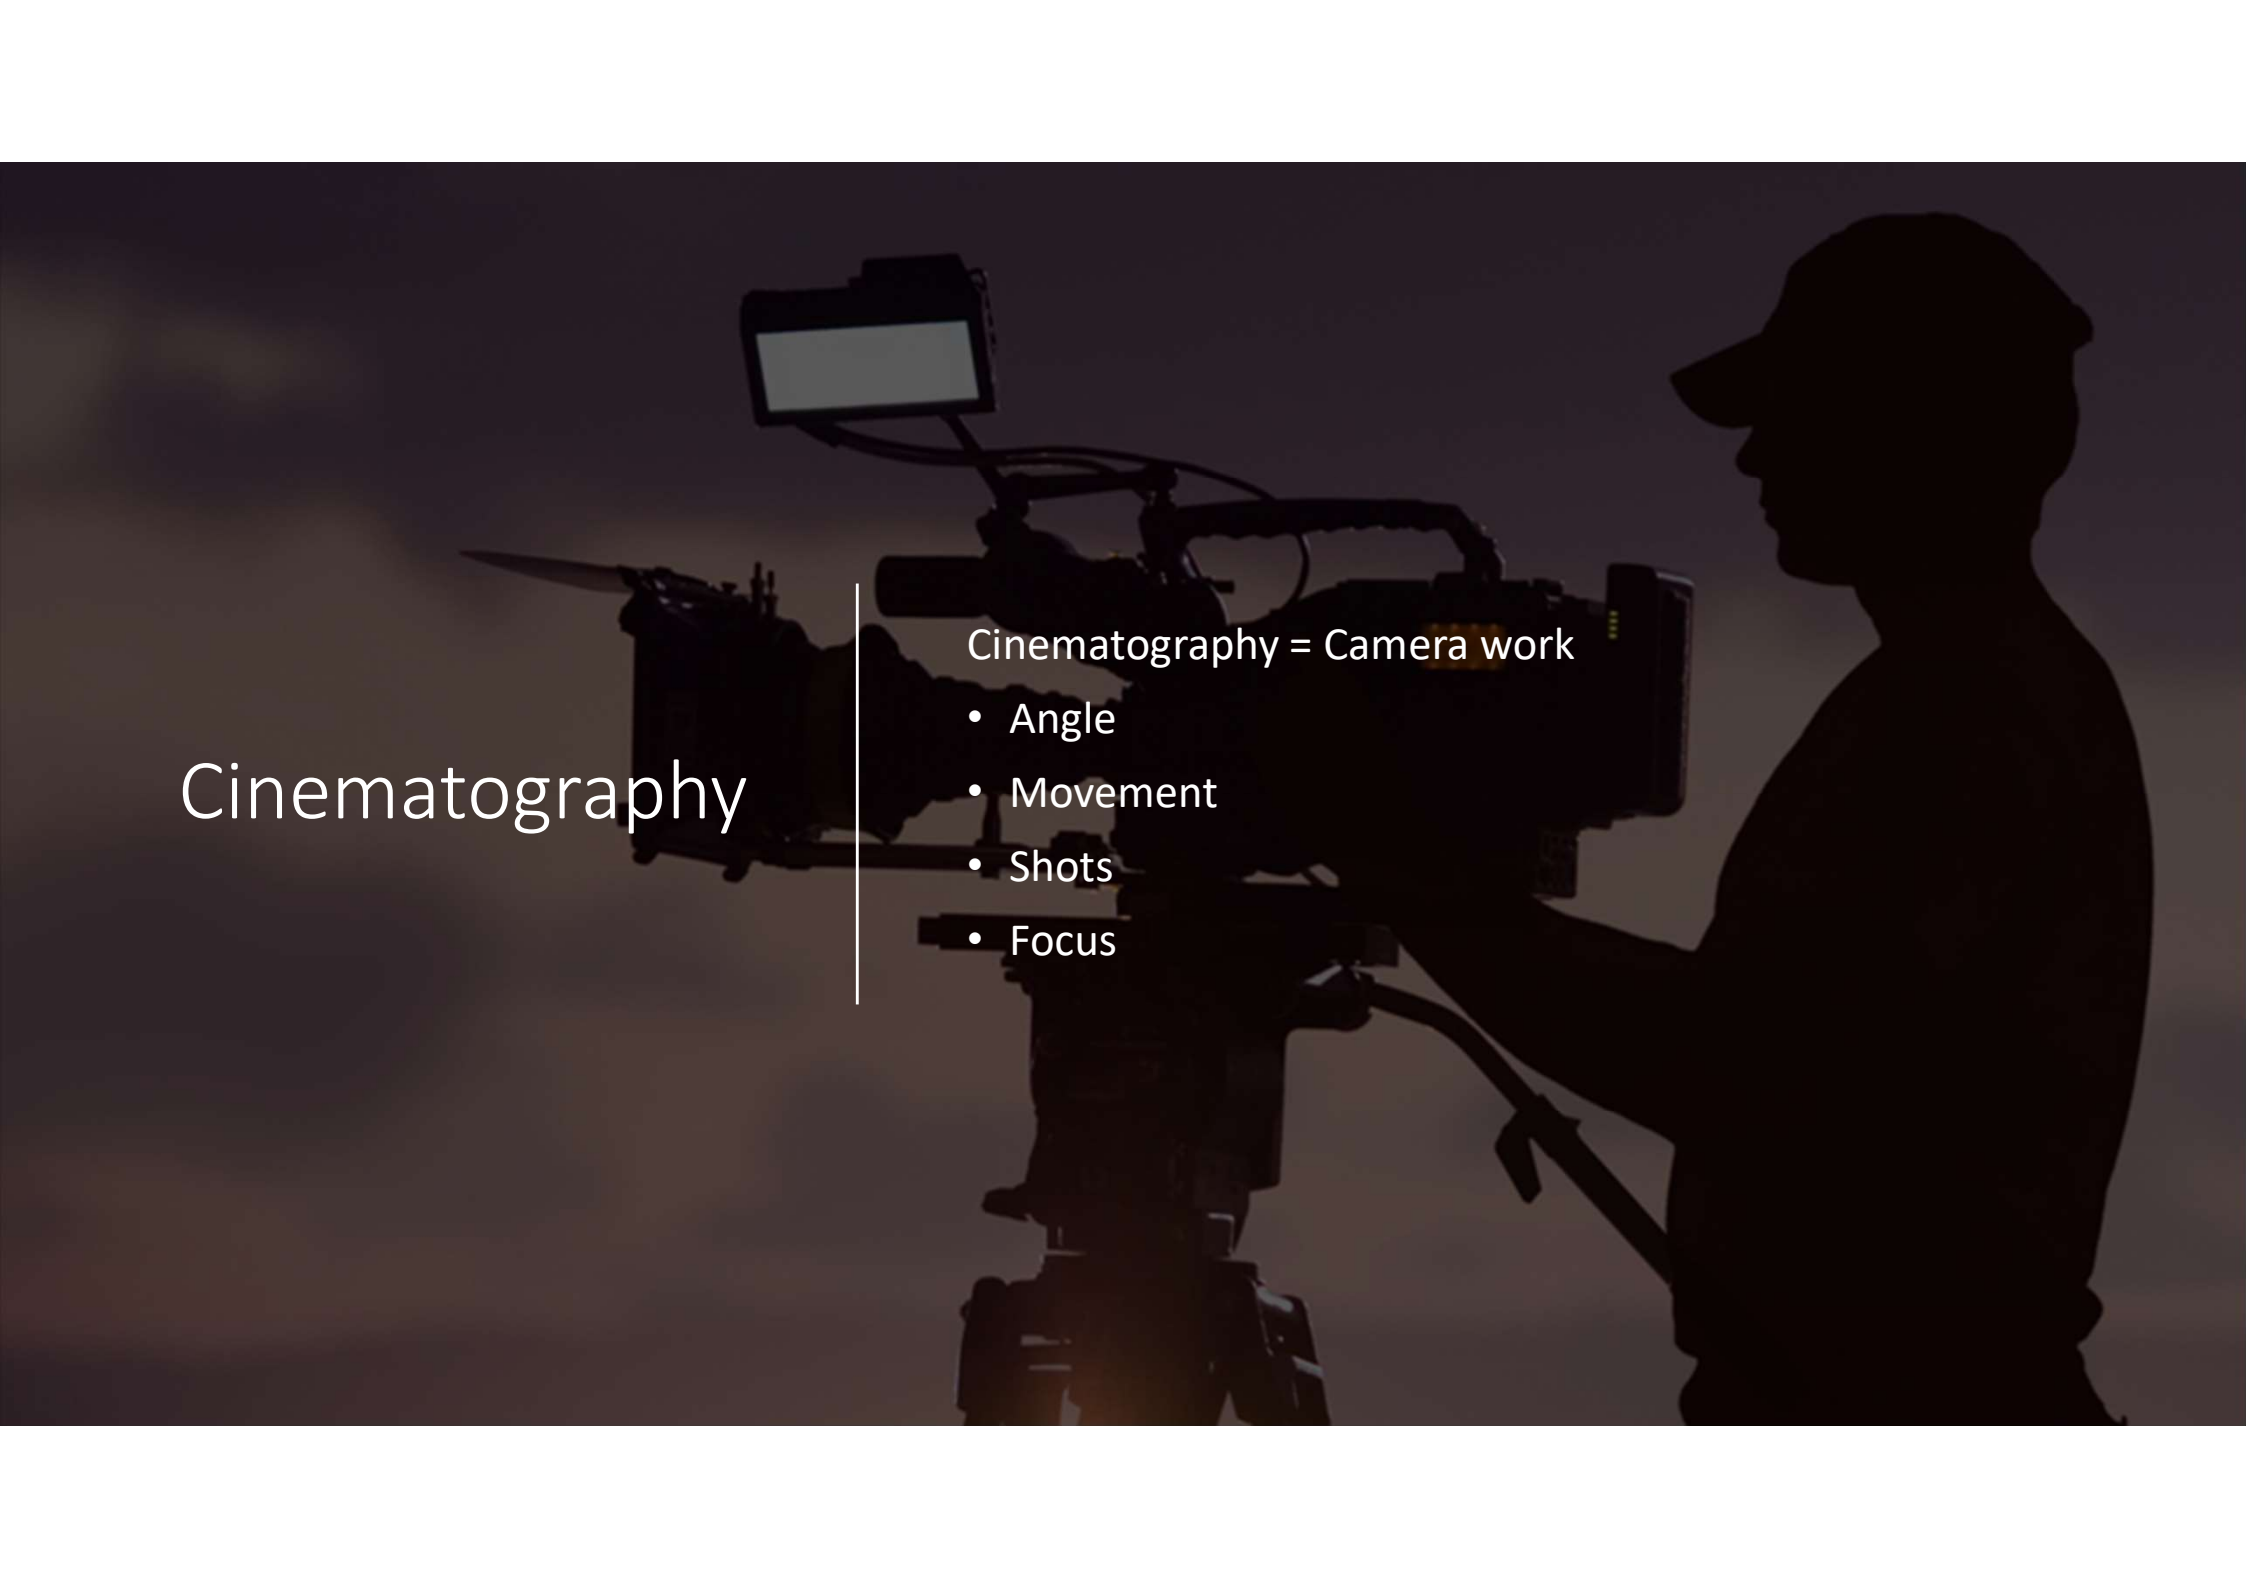 Cinematography
Cinematography = Camera work
• Angle
• Movement
• Shots
• Focus